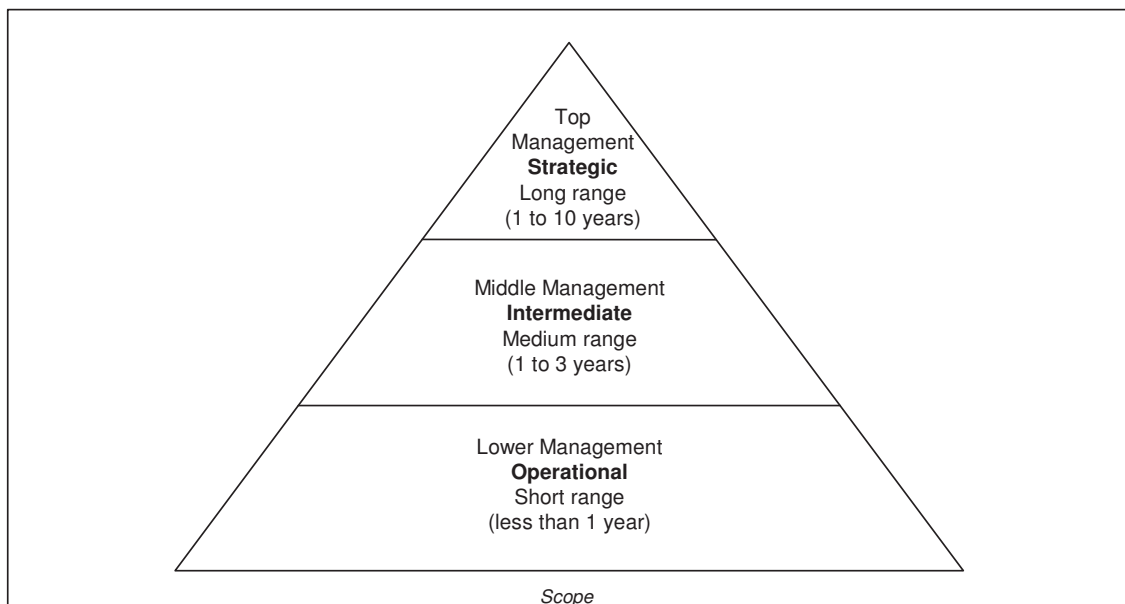 Top
Management
Strategic
Long range
(1 to 10 years)
Middle Management
Intermediate
Medium range
(1 to 3 years)
Lower Management
Operational
Short range
(less than 1 year)
Scope